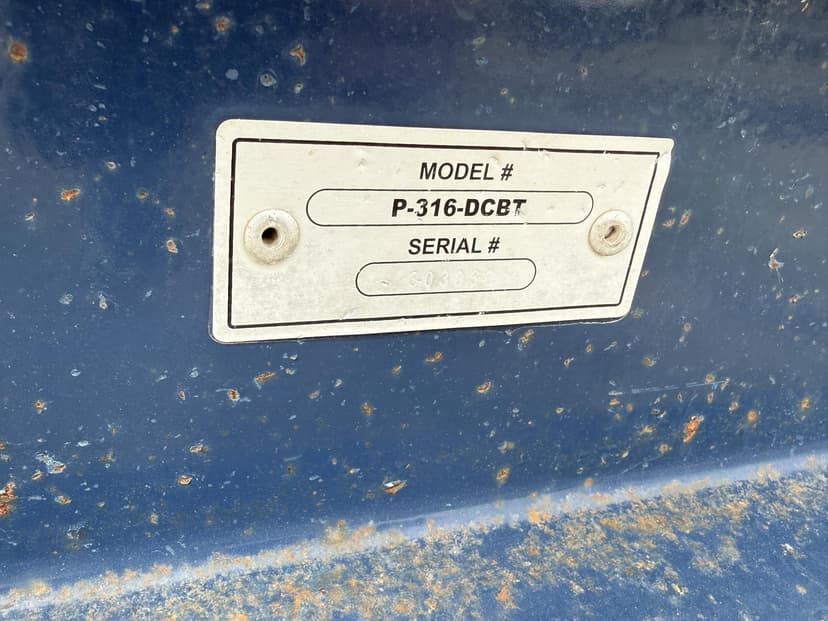 MODEL #
P-316-DCBT
SERIAL #